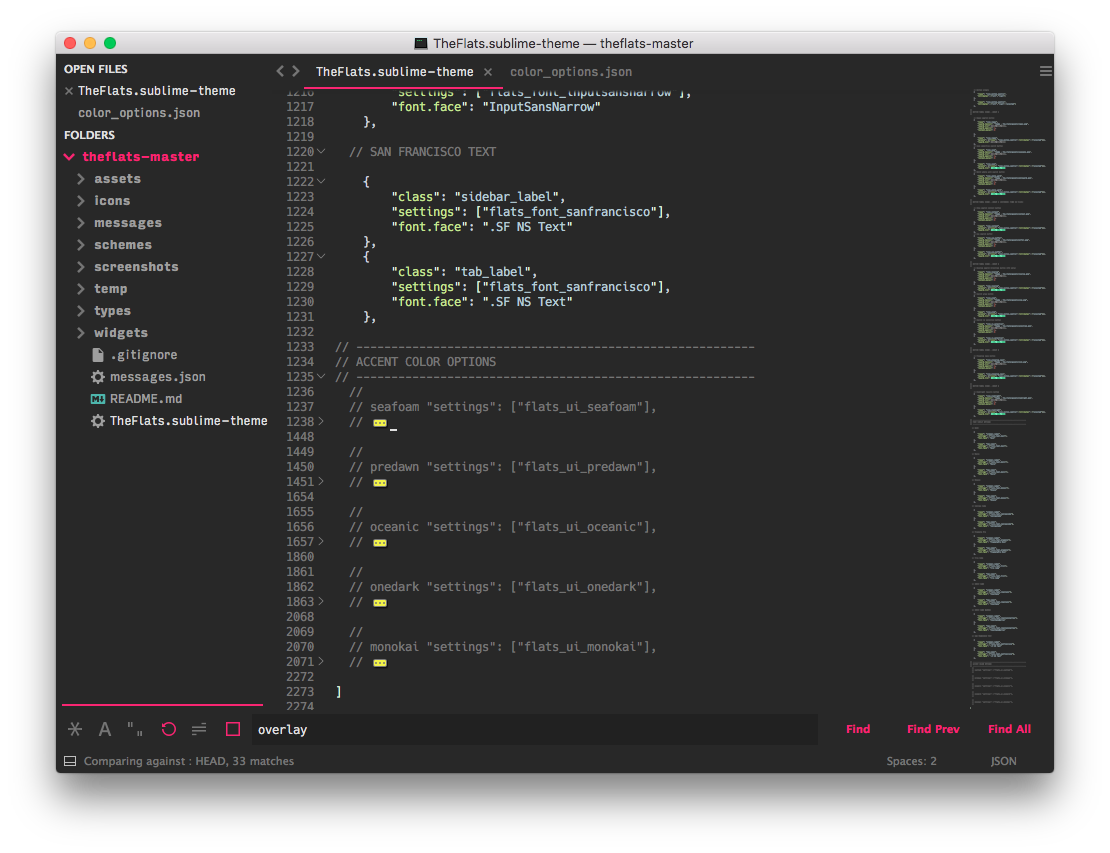 TheFlats.sublime-theme — theflats-master
OPEN FILES
TheFlats.sublime-theme
color_options.json
FOLDERS
theflats-master
assets
icons
messages
schemes
screenshots
temp
types
widgets
.gitignore
messages.json
README.md
TheFlats.sublime-theme
TheFlats.sublime-theme × color_options.json
1216 "settings": ["flats_font_inputsansnarrow"],
1217 "font.face": "InputSansNarrow"
1218 },
1219
1220 // SAN FRANCISCO TEXT
1221
1222 {
1223 "class": "sidebar_label",
1224 "settings": ["flats_font_sanfrancisco"],
1225 "font.face": ".SF NS Text"
1226 },
1227 {
1228 "class": "tab_label",
1229 "settings": ["flats_font_sanfrancisco"],
1230 "font.face": ".SF NS Text"
1231 },
1232
1233 // ---------------------------------------------------------
1234 // ACCENT COLOR OPTIONS
1235 // ---------------------------------------------------------
1236 //
1237 // seafoam "settings": ["flats_ui_seafoam"],
1238 // ...
1448
1449 //
1450 // predawn "settings": ["flats_ui_predawn"],
1451 // ...
1654
1655 //
1656 // oceanic "settings": ["flats_ui_oceanic"],
1657 // ...
1860
1861 //
1862 // onedark "settings": ["flats_ui_onedark"],
1863 // ...
2068
2069 //
2070 // monokai "settings": ["flats_ui_monokai"],
2071 // ...
2272
2273 ]
2274
overlay
Find Find Prev Find All
Comparing against : HEAD, 33 matches
Spaces: 2 JSON